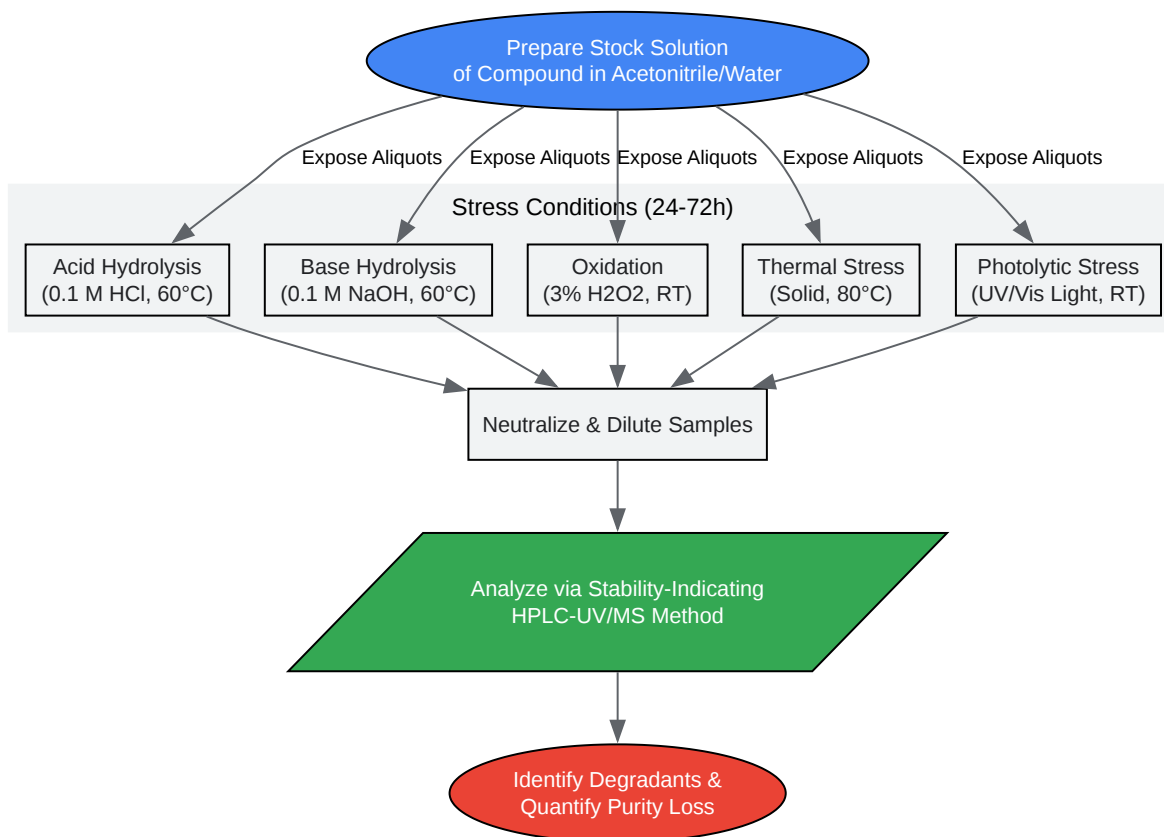 Prepare Stock Solution
of Compound in Acetonitrile/Water
Expose Aliquots
Expose Aliquots
Expose Aliquots
Expose Aliquots
Expose Aliquots
Stress Conditions (24-72h)
Acid Hydrolysis
(0.1 M HCl, 60°C)
Base Hydrolysis
(0.1 M NaOH, 60°C)
Oxidation
(3% H2O2, RT)
Thermal Stress
(Solid, 80°C)
Photolytic Stress
(UV/Vis Light, RT)
Neutralize & Dilute Samples
Analyze via Stability-Indicating
HPLC-UV/MS Method
Identify Degradants &
Quantify Purity Loss